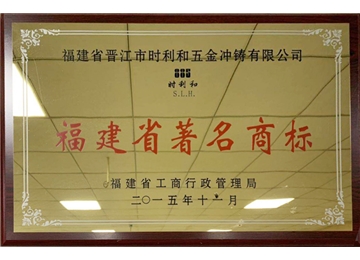 福建省晋江市时利和五金冲铸有限公司
时利和
S.L.H.
福建省著名商标
福建省工商行政管理局
二〇一五年十二月